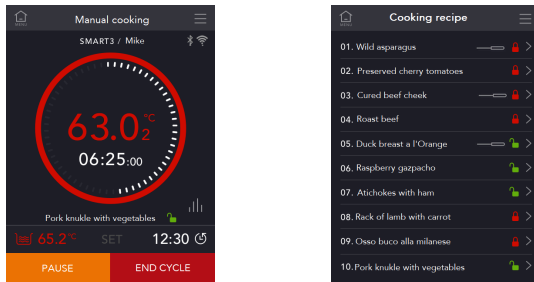 Manual cooking
MENU
SMART3 / Mike
63.02 °C
06:25:00
Pork knukle with vegetables
65.2°C SET 12:30
PAUSE END CYCLE
Cooking recipe
MENU
01. Wild asparagus
02. Preserved cherry tomatoes
03. Cured beef cheek
04. Roast beef
05. Duck breast a l'Orange
06. Raspberry gazpacho
07. Atichokes with ham
08. Rack of lamb with carrot
09. Osso buco alla milanese
10. Pork knukle with vegetables